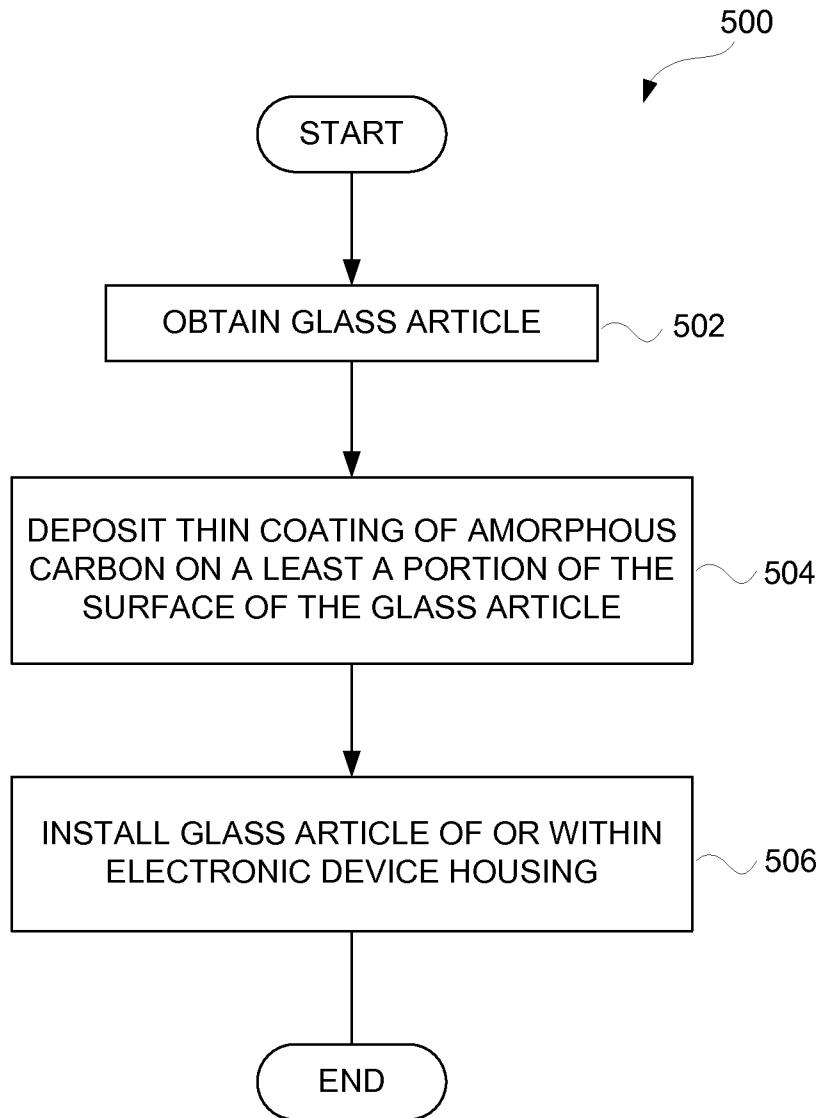 500
START
OBTAIN GLASS ARTICLE
502
DEPOSIT THIN COATING OF AMORPHOUS
CARBON ON A LEAST A PORTION OF THE
SURFACE OF THE GLASS ARTICLE
504
INSTALL GLASS ARTICLE OF OR WITHIN
ELECTRONIC DEVICE HOUSING
506
END